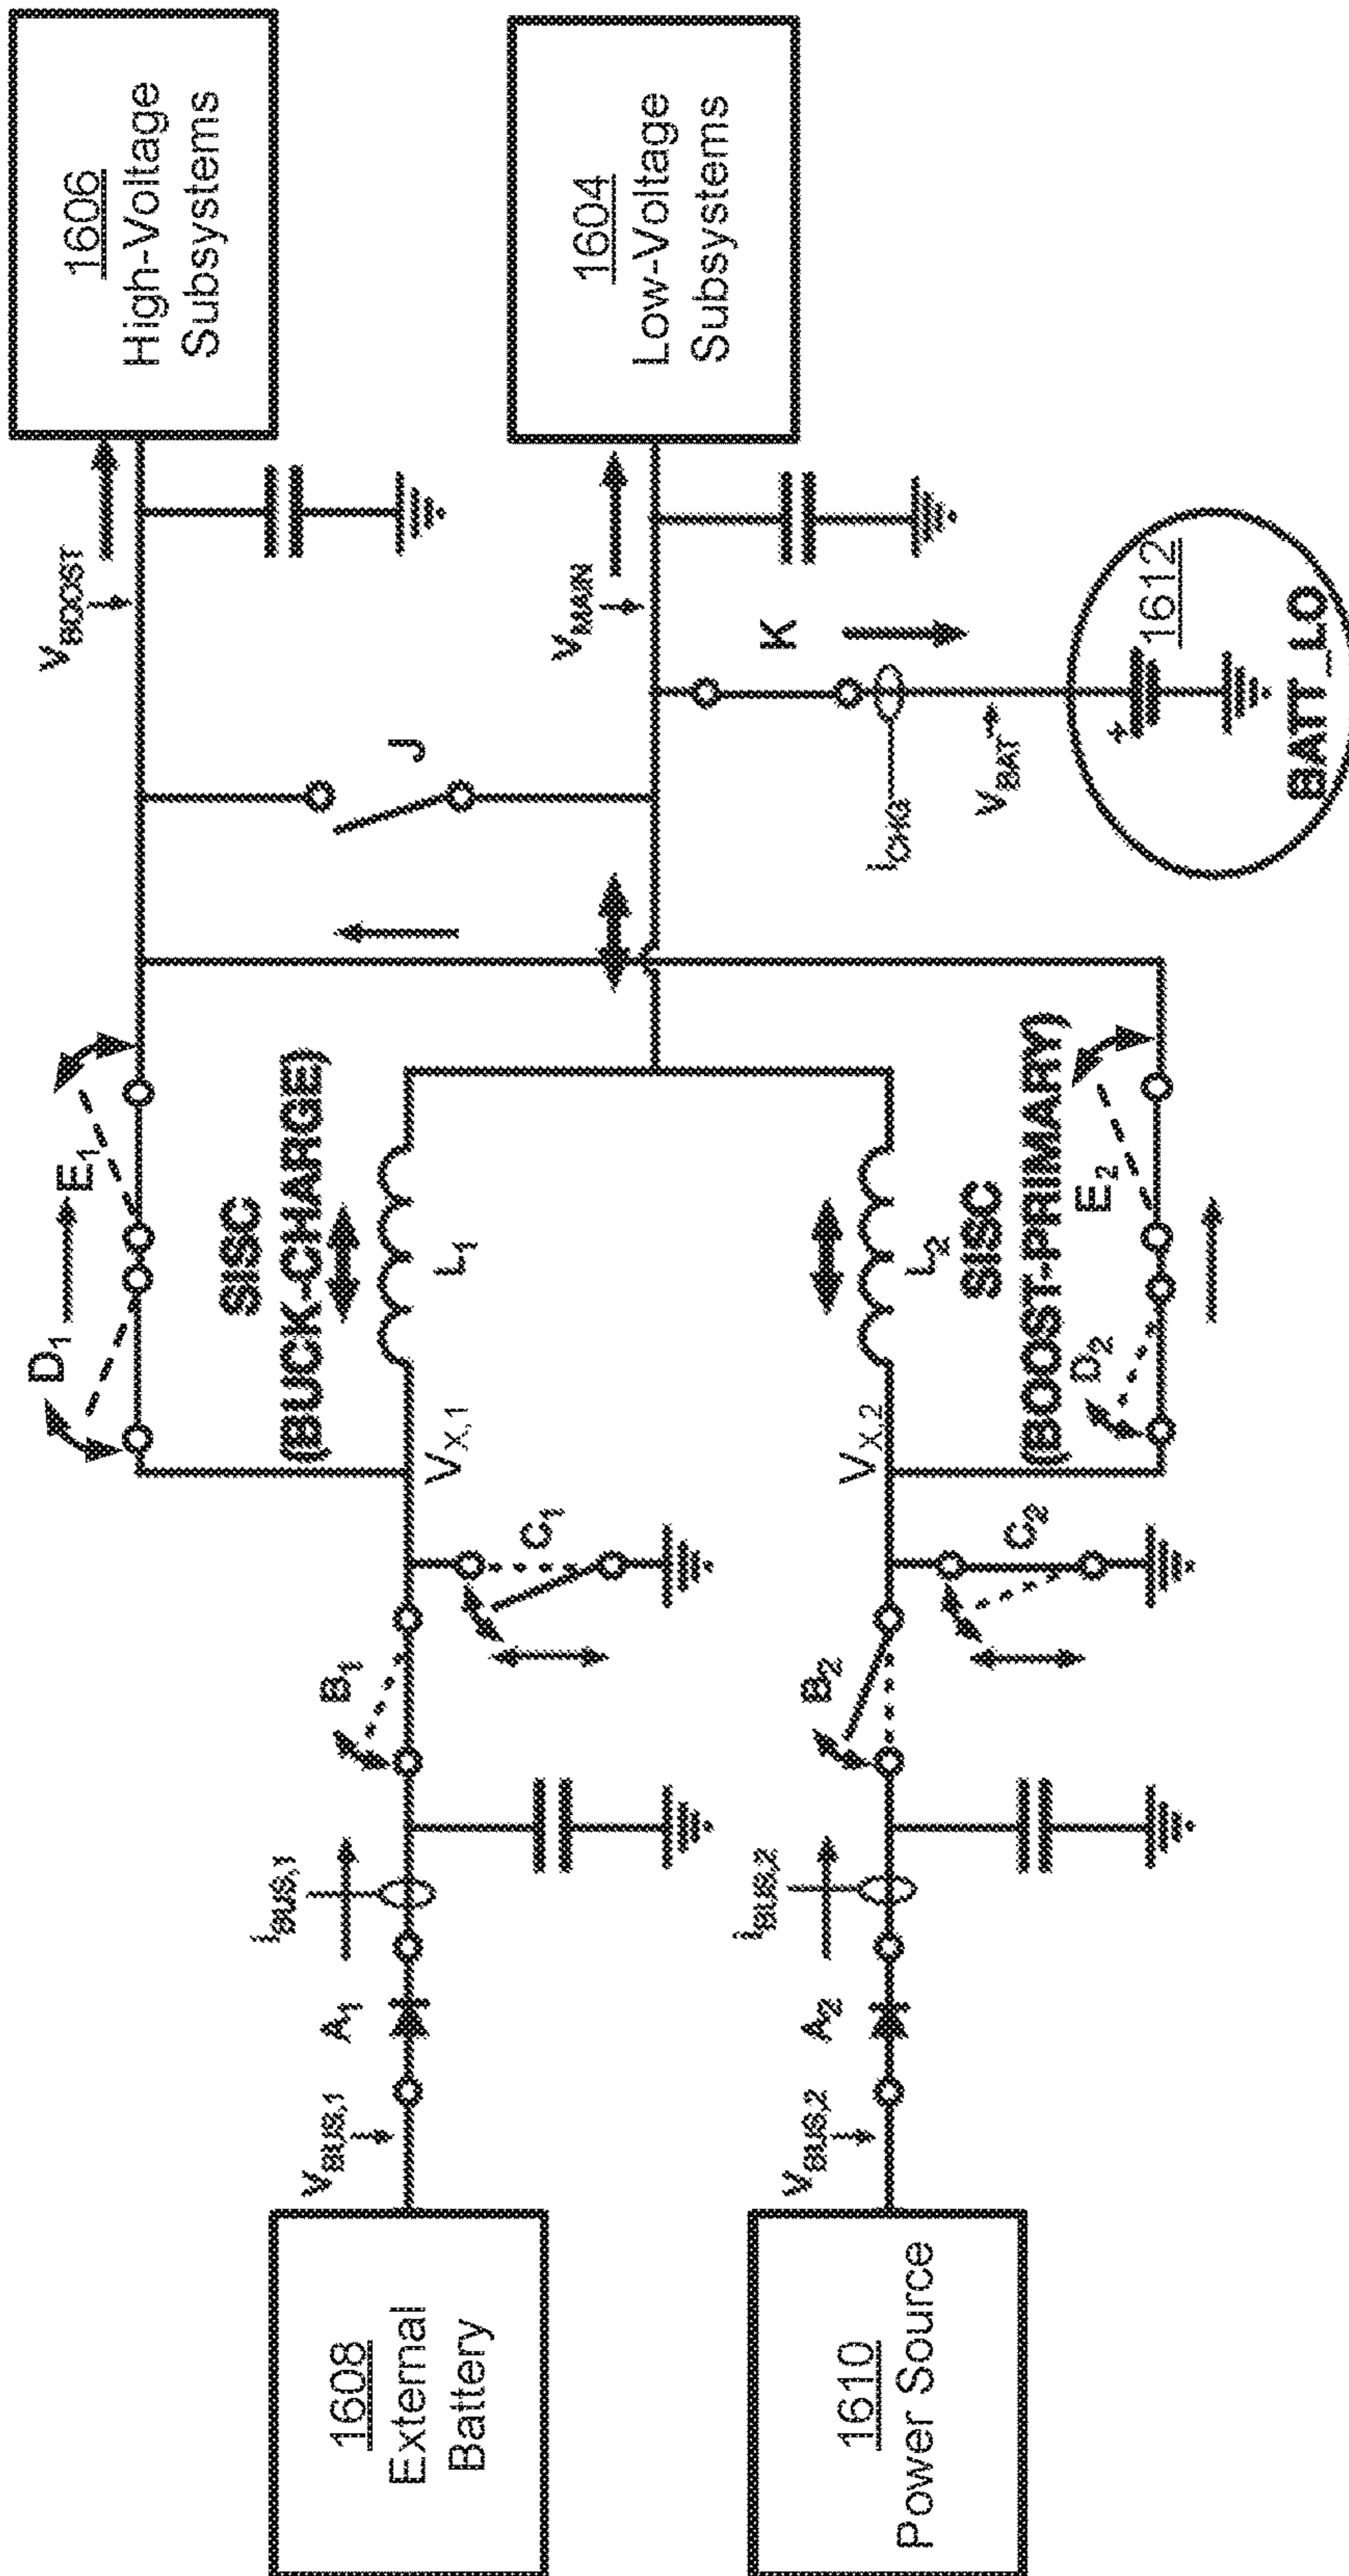 1606
High-Voltage
Subsystems
1604
Low-Voltage
Subsystems
V_BOOST
V_MAIN
K
J
I_CHG
V_BAT
+
1612
BATT_LO
D₁
E₁
SISC
(BUCK-CHARGE)
L₁
L₂
SISC
(BOOST-PRIMARY)
D₂
E₂
V_X,1
V_X,2
B₁
C₁
B₂
C₂
i_BUS,1
i_BUS,2
A₁
A₂
V_BUS,1
V_BUS,2
1608
External
Battery
1610
Power Source